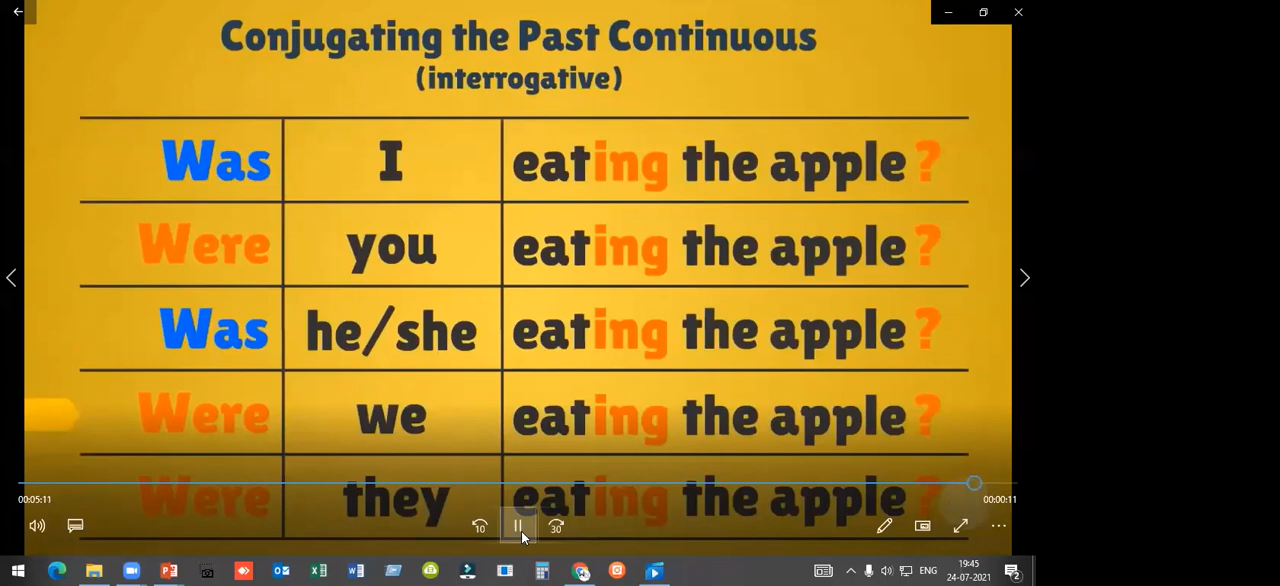 Conjugating the Past Continuous
(interrogative)
Was I eating the apple ?
Were you eating the apple ?
Was he/she eating the apple ?
Were we eating the apple ?
Were they eating the apple ?
00:05:11 00:00:11
10 30
ENG 19:45
24-07-2021 2